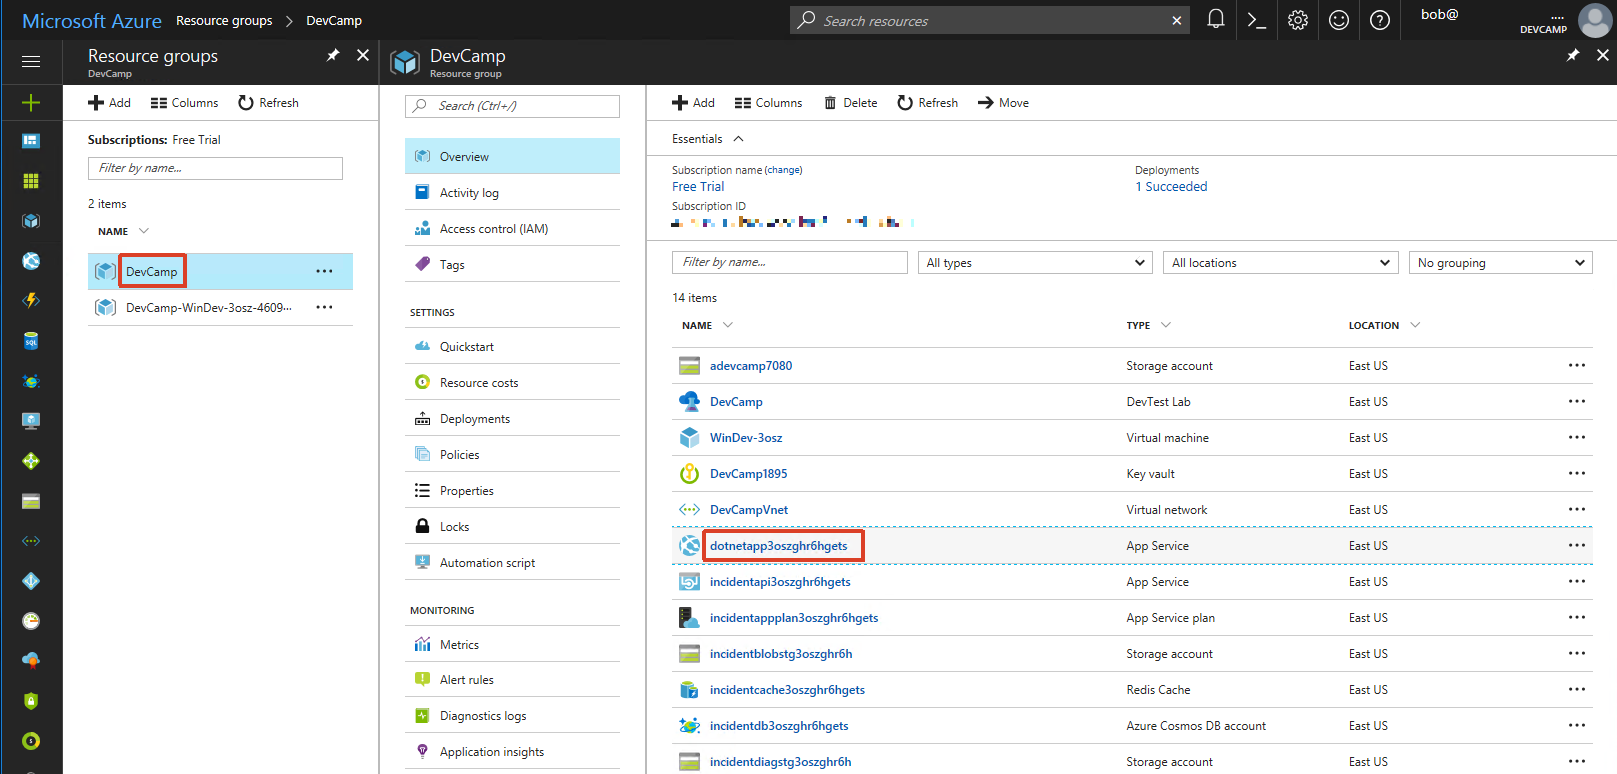 Microsoft Azure Resource groups > DevCamp
Search resources
bob@
....
DEVCAMP
Resource groups
DevCamp
Add Columns Refresh
Subscriptions: Free Trial
Filter by name...
2 items
NAME
DevCamp ...
DevCamp-WinDev-3osz-4609... ...
DevCamp
Resource group
Search (Ctrl+/)
Overview
Activity log
Access control (IAM)
Tags
SETTINGS
Quickstart
Resource costs
Deployments
Policies
Properties
Locks
Automation script
MONITORING
Metrics
Alert rules
Diagnostics logs
Application insights
Add Columns Delete Refresh Move
Essentials
Subscription name (change)
Free Trial
Subscription ID
Deployments
1 Succeeded
Filter by name... All types All locations No grouping
14 items
NAME TYPE LOCATION
adevcamp7080 Storage account East US ...
DevCamp DevTest Lab East US ...
WinDev-3osz Virtual machine East US ...
DevCamp1895 Key vault East US ...
DevCampVnet Virtual network East US ...
dotnetapp3oszghr6hgets App Service East US ...
incidentapi3oszghr6hgets App Service East US ...
incidentappplan3oszghr6hgets App Service plan East US ...
incidentblobstg3oszghr6h Storage account East US ...
incidentcache3oszghr6hgets Redis Cache East US ...
incidentdb3oszghr6hgets Azure Cosmos DB account East US ...
incidentdiagstg3oszghr6h Storage account East US ...